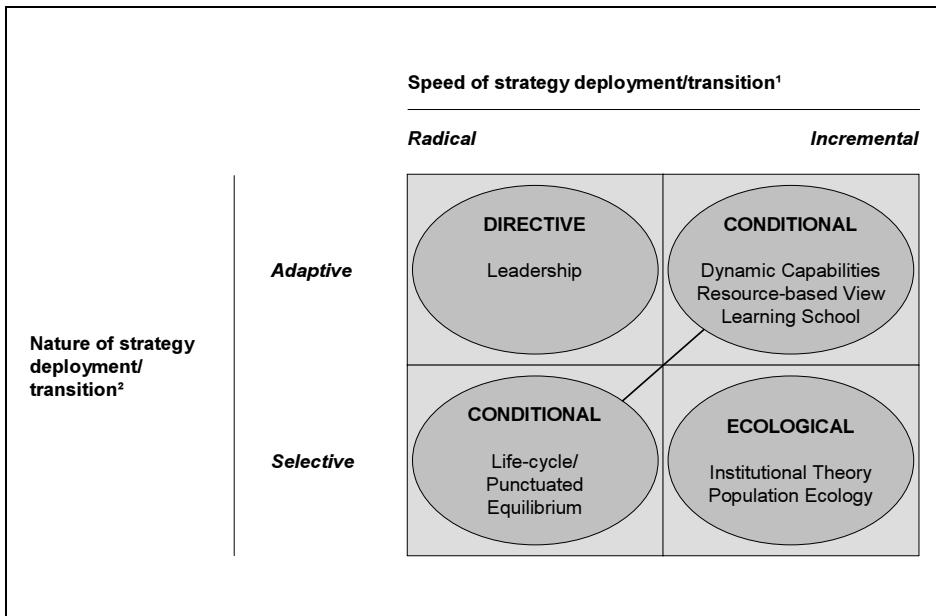 Speed of strategy deployment/transition¹
Radical
Incremental
DIRECTIVE
Leadership
CONDITIONAL
Dynamic Capabilities
Resource-based View
Learning School
Adaptive
Nature of strategy
deployment/
transition²
Selective
CONDITIONAL
Life-cycle/
Punctuated
Equilibrium
ECOLOGICAL
Institutional Theory
Population Ecology